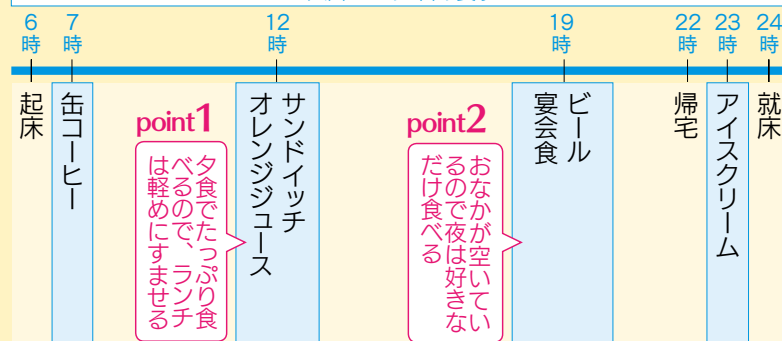 6時
7時
12時
19時
22時
23時
24時
起床
缶コーヒー
point1
夕食でたっぷり食
べるので、ランチ
は軽めにすませる
サンドイッチ
オレンジジュース
point2
おなかが空いてい
るので夜は好きな
だけ食べる
ビール
宴会食
帰宅
アイスクリーム
就床